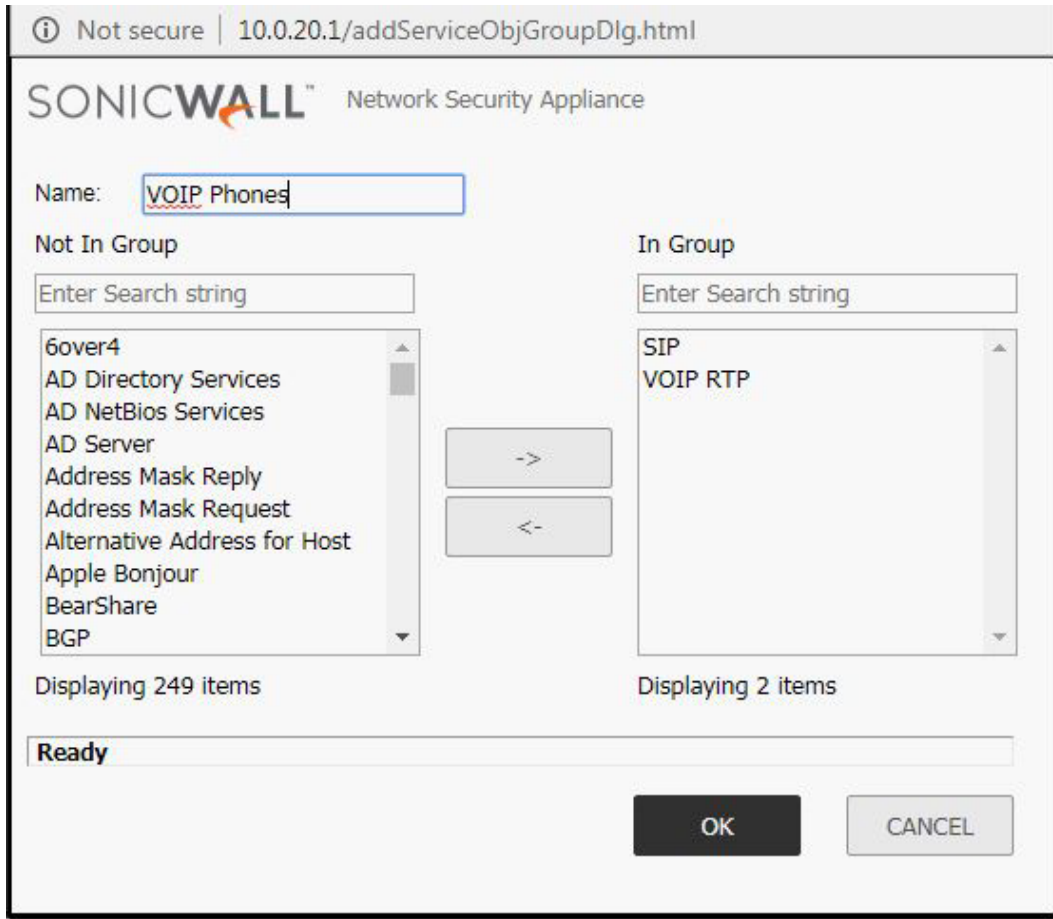 Not secure | 10.0.20.1/addServiceObjGroupDlg.html
SONICWALL™ Network Security Appliance
Name: VOIP Phones
Not In Group
Enter Search string
6over4
AD Directory Services
AD NetBios Services
AD Server
Address Mask Reply
Address Mask Request
Alternative Address for Host
Apple Bonjour
BearShare
BGP
Displaying 249 items
->
<-
In Group
Enter Search string
SIP
VOIP RTP
Displaying 2 items
Ready
OK CANCEL